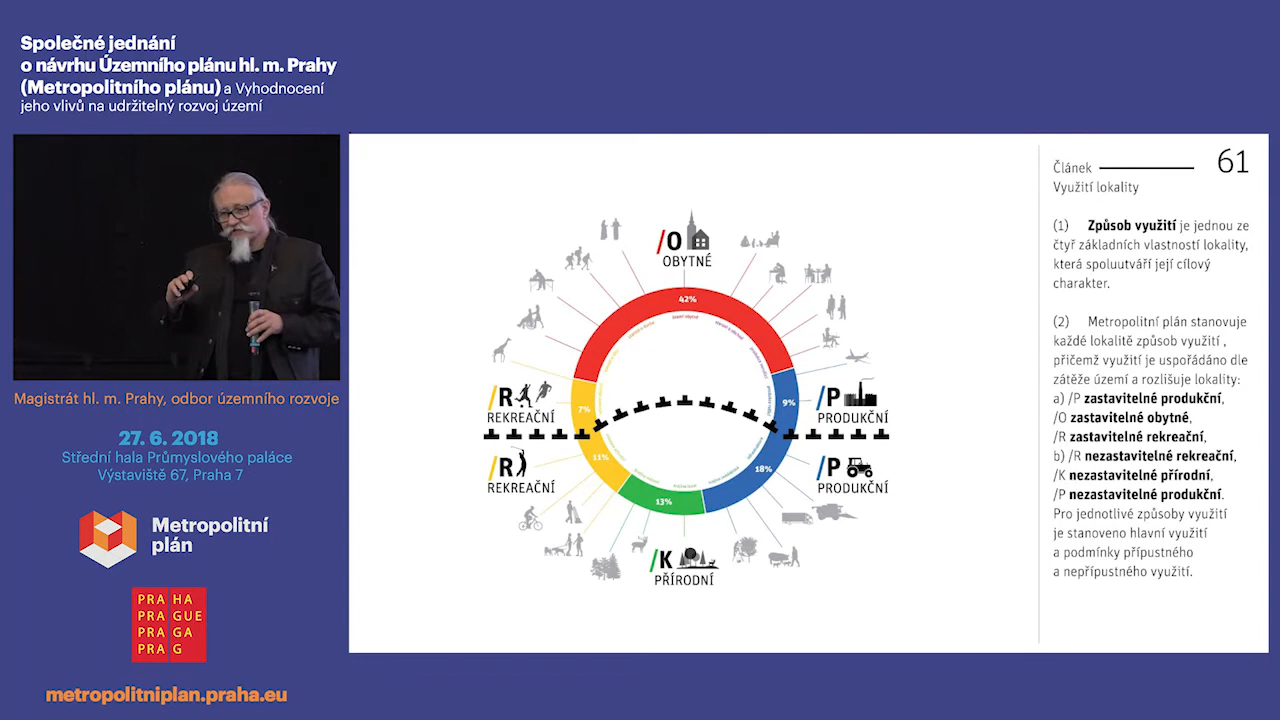 Společné jednání
o návrhu Územního plánu hl. m. Prahy
(Metropolitního plánu) a Vyhodnocení
jeho vlivů na udržitelný rozvoj území
Magistrát hl. m. Prahy, odbor územního rozvoje
27. 6. 2018
Střední hala Průmyslového paláce
Výstaviště 67, Praha 7
Metropolitní
plán
PRA HA
PRA GUE
PRA GA
PRA G
metropolitniplan.praha.eu
/O
OBYTNÉ
42%
/R
REKREAČNÍ
7%
9%
/P
PRODUKČNÍ
/R
REKREAČNÍ
11%
18%
/P
PRODUKČNÍ
13%
/K
PŘÍRODNÍ
Článek 61
Využití lokality
(1) Způsob využití je jednou ze
čtyř základních vlastností lokality,
která spoluutváří její cílový
charakter.
(2) Metropolitní plán stanovuje
každé lokalitě způsob využití ,
přičemž využití je uspořádáno dle
zátěže území a rozlišuje lokality:
a) /P zastavitelné produkční,
/O zastavitelné obytné,
/R zastavitelné rekreační,
b) /R nezastavitelné rekreační,
/K nezastavitelné přírodní,
/P nezastavitelné produkční.
Pro jednotlivé způsoby využití
je stanoveno hlavní využití
a podmínky přípustného
a nepřípustného využití.